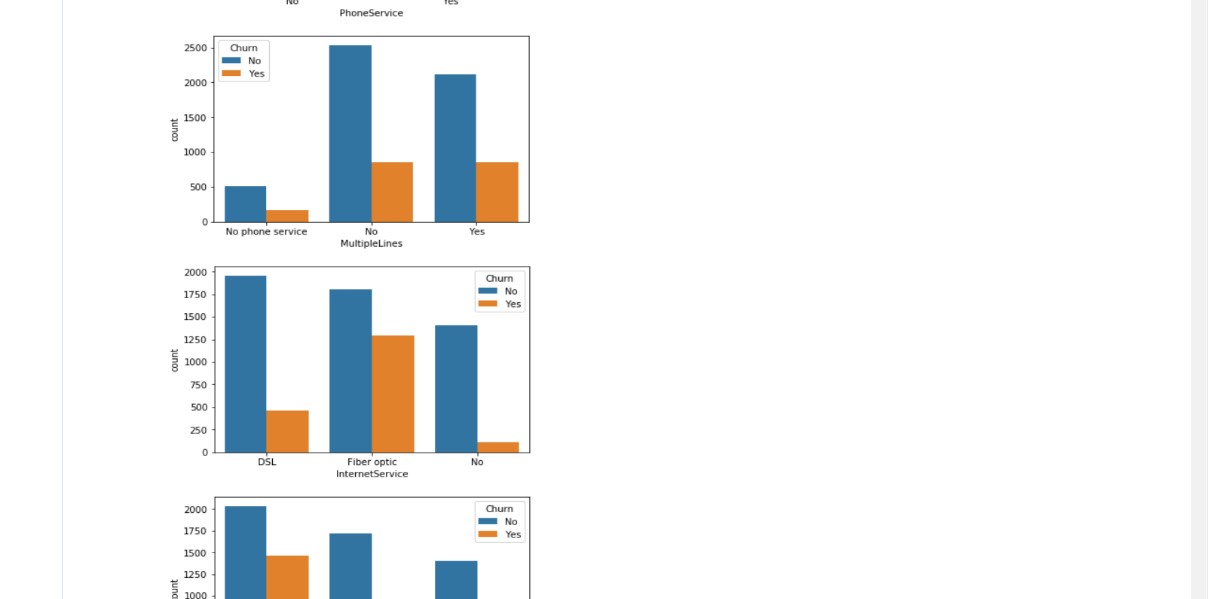 No Yes
PhoneService
2500
2000
1500
1000
500
0
count
Churn
No
Yes
No phone service No Yes
MultipleLines
2000
1750
1500
1250
1000
750
500
250
0
count
Churn
No
Yes
DSL Fiber optic No
InternetService
2000
1750
1500
1250
1000
Churn
No
Yes